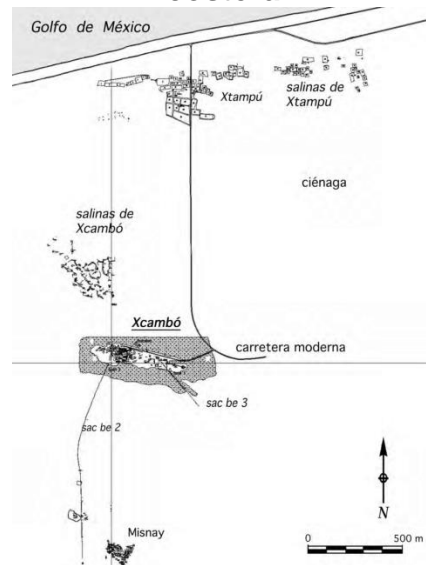 Golfo de México
Xtampú
salinas de
Xtampú
ciénaga
salinas de
Xcambó
Xcambó
carretera moderna
sac be 3
sac be 2
Misnay
N
0
500 m